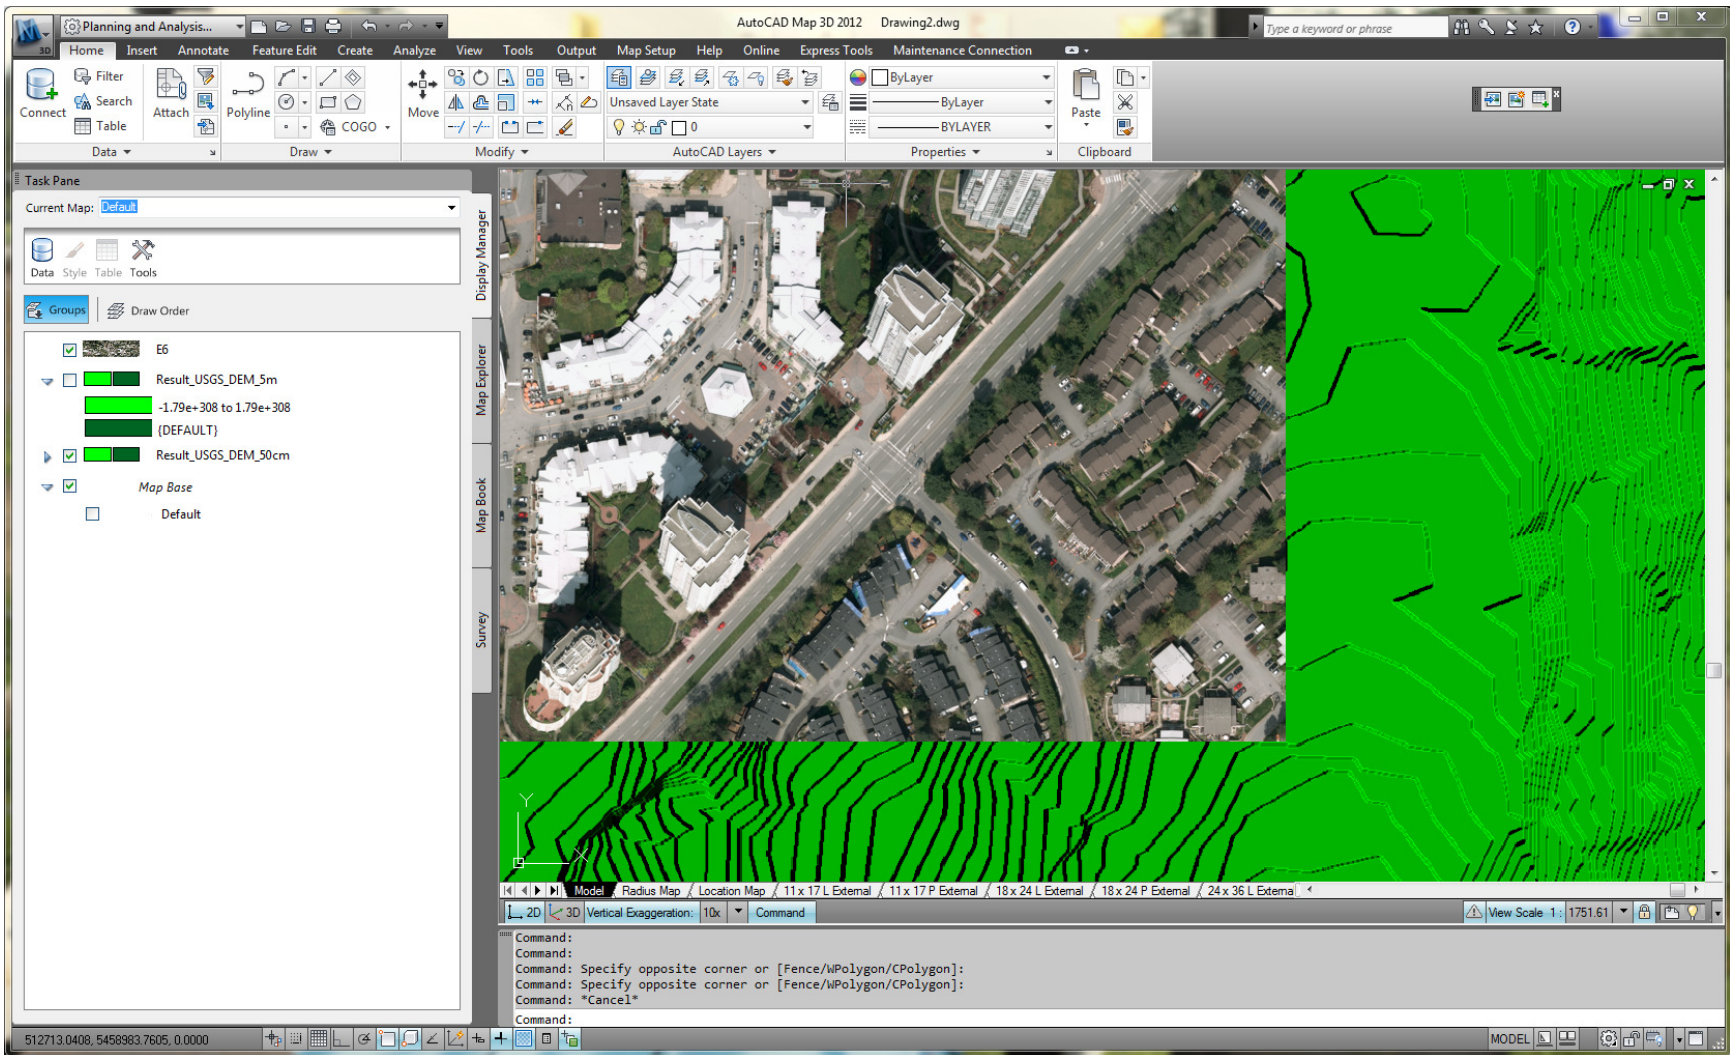 Planning and Analysis...
AutoCAD Map 3D 2012 Drawing2.dwg
Type a keyword or phrase
3D
Home Insert Annotate Feature Edit Create Analyze View Tools Output Map Setup Help Online Express Tools Maintenance Connection
Connect
Filter
Search
Table
Attach
Data
Polyline
COGO
Draw
Move
Modify
Unsaved Layer State
0
AutoCAD Layers
ByLayer
ByLayer
BYLAYER
Properties
Paste
Clipboard
Task Pane
Current Map: Default
Data Style Table Tools
Groups Draw Order
E6
Result_USGS_DEM_5m
-1.79e+308 to 1.79e+308
{DEFAULT}
Result_USGS_DEM_50cm
Map Base
Default
Display Manager
Map Explorer
Map Book
Survey
Y
X
Model Radius Map Location Map 11 x 17 L External 11 x 17 P External 18 x 24 L External 18 x 24 P External 24 x 36 L Externa
2D 3D Vertical Exaggeration: 10x Command
View Scale 1 : 1751.61
Command:
Command:
Command: Specify opposite corner or [Fence/WPolygon/CPolygon]:
Command: Specify opposite corner or [Fence/WPolygon/CPolygon]:
Command: *Cancel*
Command:
512713.0408, 5458983.7605, 0.0000
MODEL